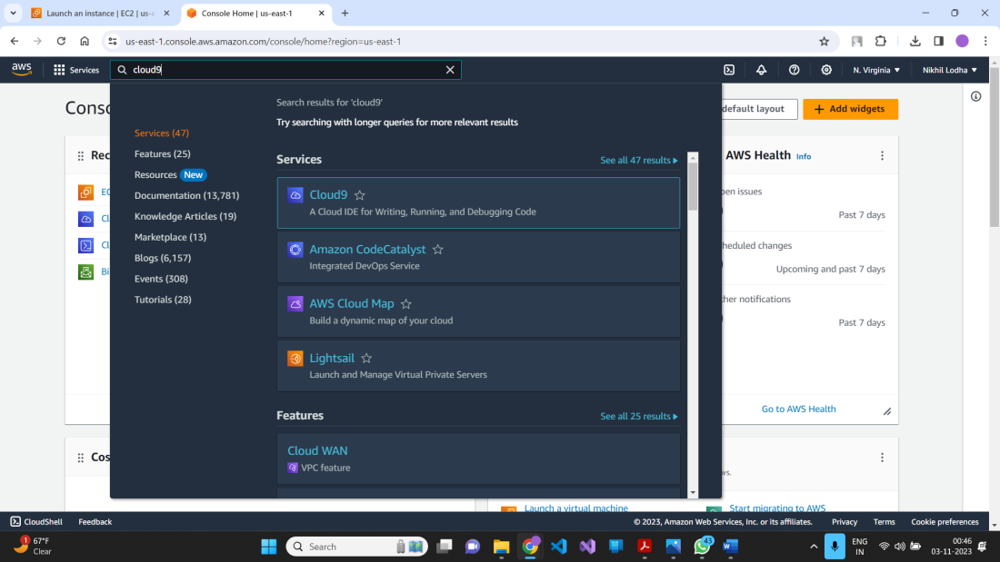 Launch an instance | EC2 | us-e
Console Home | us-east-1
us-east-1.console.aws.amazon.com/console/home?region=us-east-1
aws
Services
cloud9
N. Virginia
Nikhil Lodha
Conso
default layout
Add widgets
Search results for 'cloud9'
Try searching with longer queries for more relevant results
Services (47)
Features (25)
Resources New
Documentation (13,781)
Knowledge Articles (19)
Marketplace (13)
Blogs (6,157)
Events (308)
Tutorials (28)
Services
See all 47 results
Cloud9
A Cloud IDE for Writing, Running, and Debugging Code
Amazon CodeCatalyst
Integrated DevOps Service
AWS Cloud Map
Build a dynamic map of your cloud
Lightsail
Launch and Manage Virtual Private Servers
Features
See all 25 results
Cloud WAN
VPC feature
Rec
EC
Cl
Cl
Bi
AWS Health Info
pen issues
Past 7 days
heduled changes
Upcoming and past 7 days
ther notifications
Past 7 days
Go to AWS Health
Cos
ws.
Launch a virtual machine
Start migrating to AWS
CloudShell
Feedback
© 2023, Amazon Web Services, Inc. or its affiliates.
Privacy
Terms
Cookie preferences
1
67°F
Clear
Search
43
ENG
IN
00:46
03-11-2023